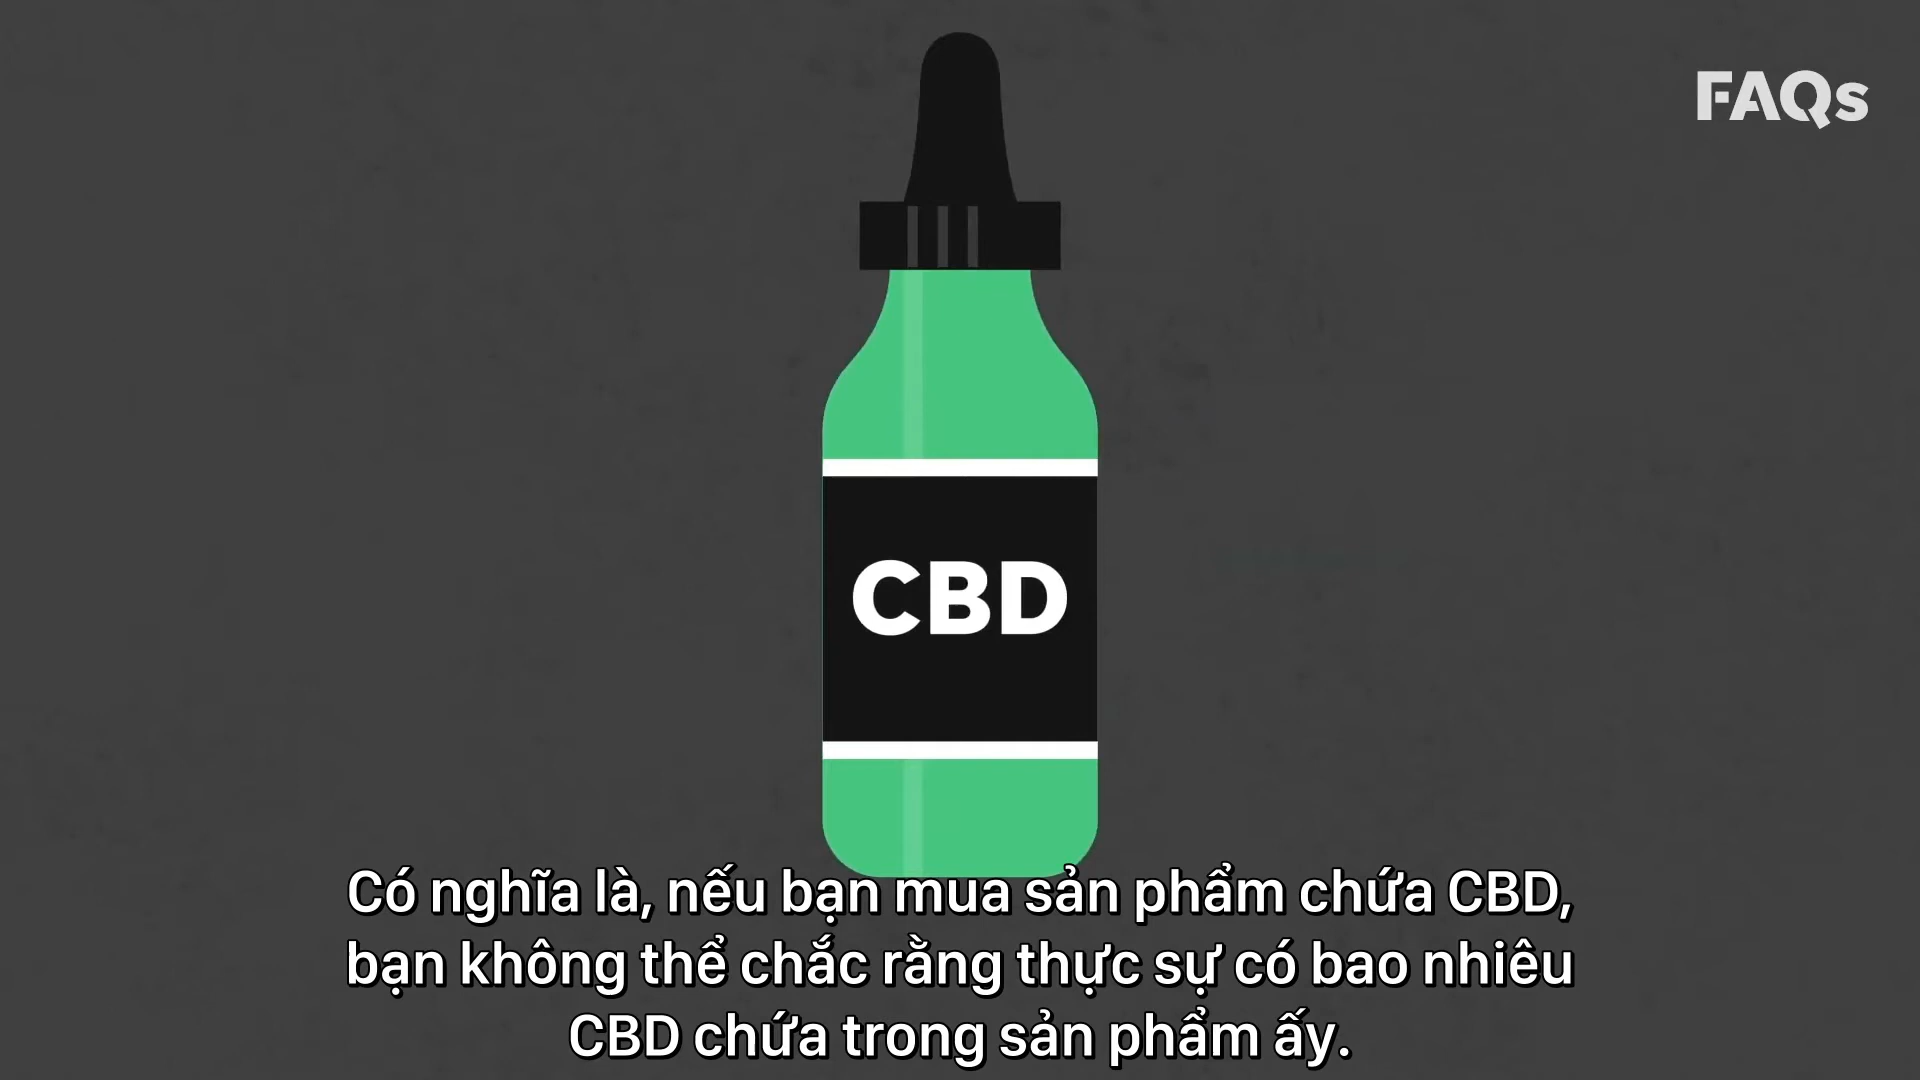 FAQs
CBD
Có nghĩa là, nếu bạn mua sản phẩm chứa CBD,
bạn không thể chắc rằng thực sự có bao nhiêu
CBD chứa trong sản phẩm ấy.